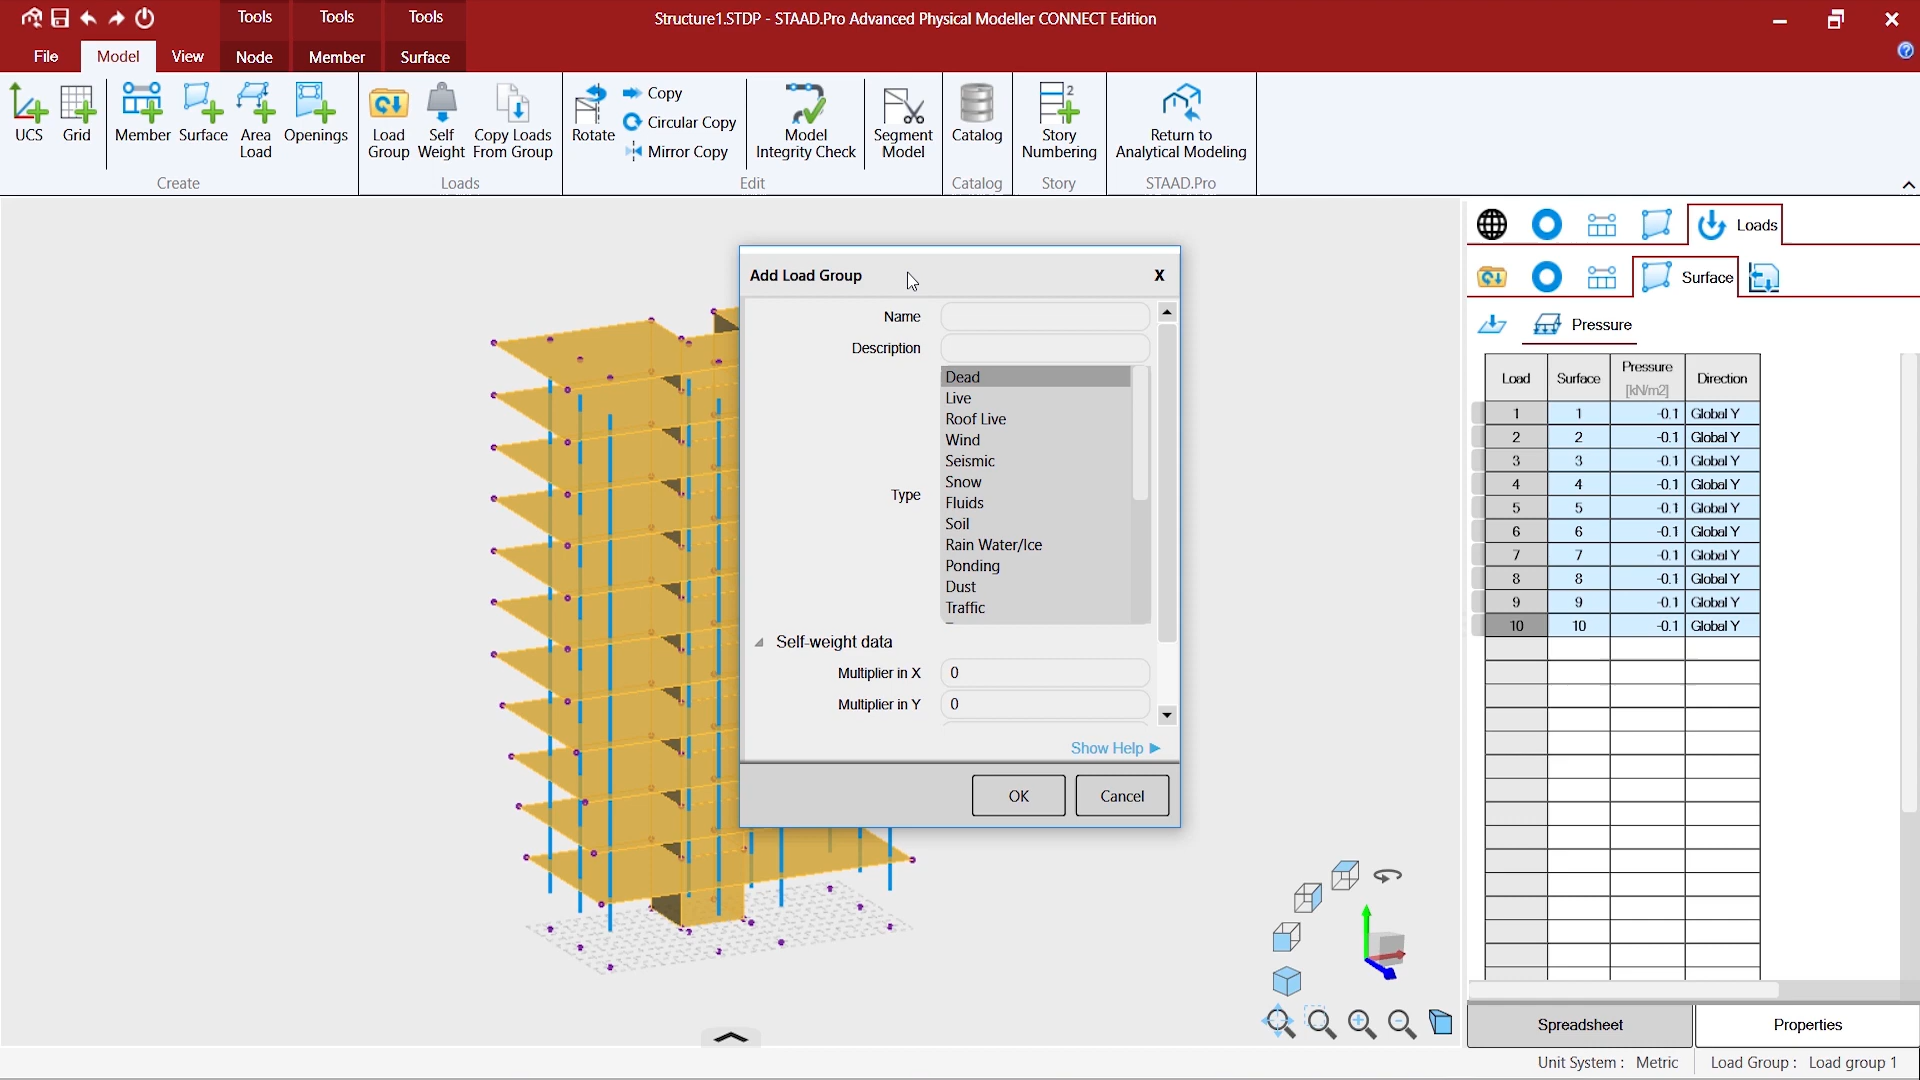 Tools Tools Tools Structure1.STDP - STAAD.Pro Advanced Physical Modeller CONNECT Edition
File Model View Node Member Surface
UCS Grid Member Surface Area Load Openings Load Group Self Weight Copy Loads From Group Rotate Copy Circular Copy Mirror Copy Model Integrity Check Segment Model Catalog Story Numbering 2 Return to Analytical Modeling
Create Loads Edit Catalog Story STAAD.Pro
Loads
Surface
Pressure
Load Surface Pressure [kN/m2] Direction
1 1 -0.1 Global Y
2 2 -0.1 Global Y
3 3 -0.1 Global Y
4 4 -0.1 Global Y
5 5 -0.1 Global Y
6 6 -0.1 Global Y
7 7 -0.1 Global Y
8 8 -0.1 Global Y
9 9 -0.1 Global Y
10 10 -0.1 Global Y
Add Load Group X
Name
Description
Type
Dead
Live
Roof Live
Wind
Seismic
Snow
Fluids
Soil
Rain Water/Ice
Ponding
Dust
Traffic
Self-weight data
Multiplier in X 0
Multiplier in Y 0
Show Help
OK Cancel
Spreadsheet Properties
Unit System : Metric Load Group : Load group 1